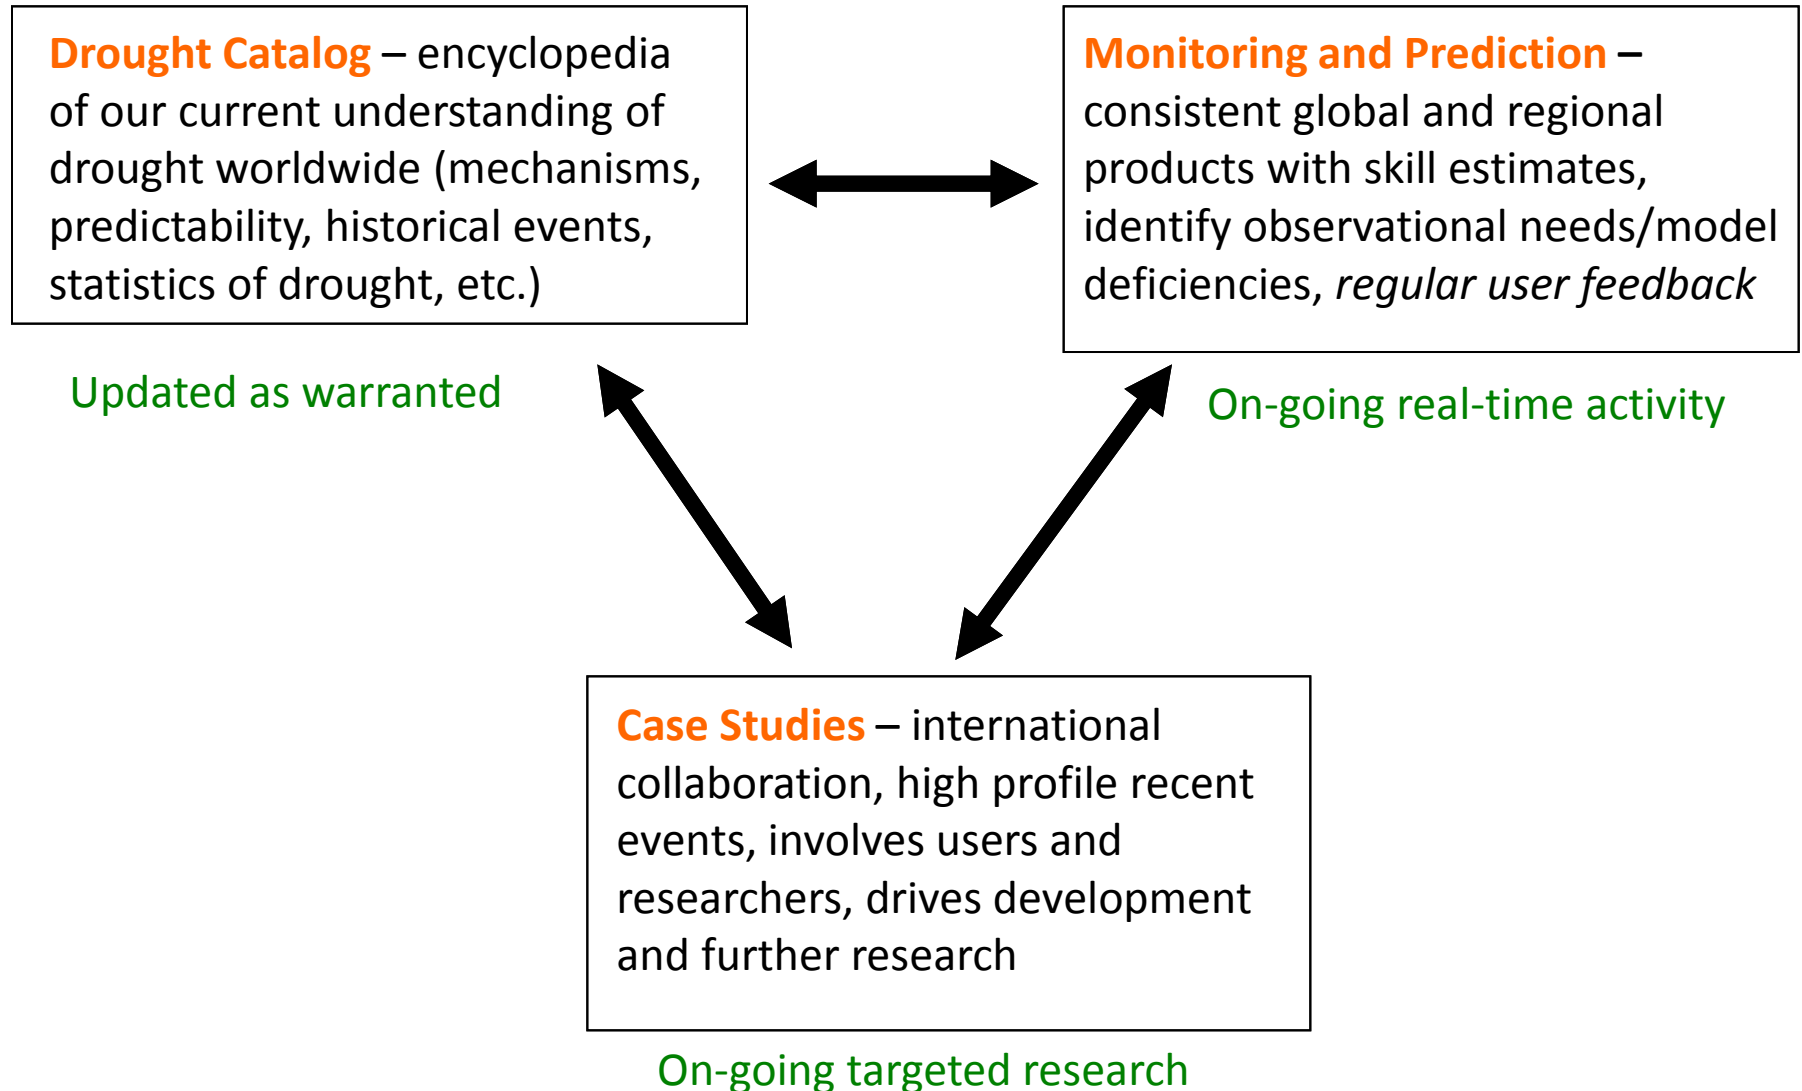 Drought Catalog – encyclopedia
of our current understanding of
drought worldwide (mechanisms,
predictability, historical events,
statistics of drought, etc.)
Updated as warranted
Monitoring and Prediction –
consistent global and regional
products with skill estimates,
identify observational needs/model
deficiencies, regular user feedback
On-going real-time activity
Case Studies – international
collaboration, high profile recent
events, involves users and
researchers, drives development
and further research
On-going targeted research